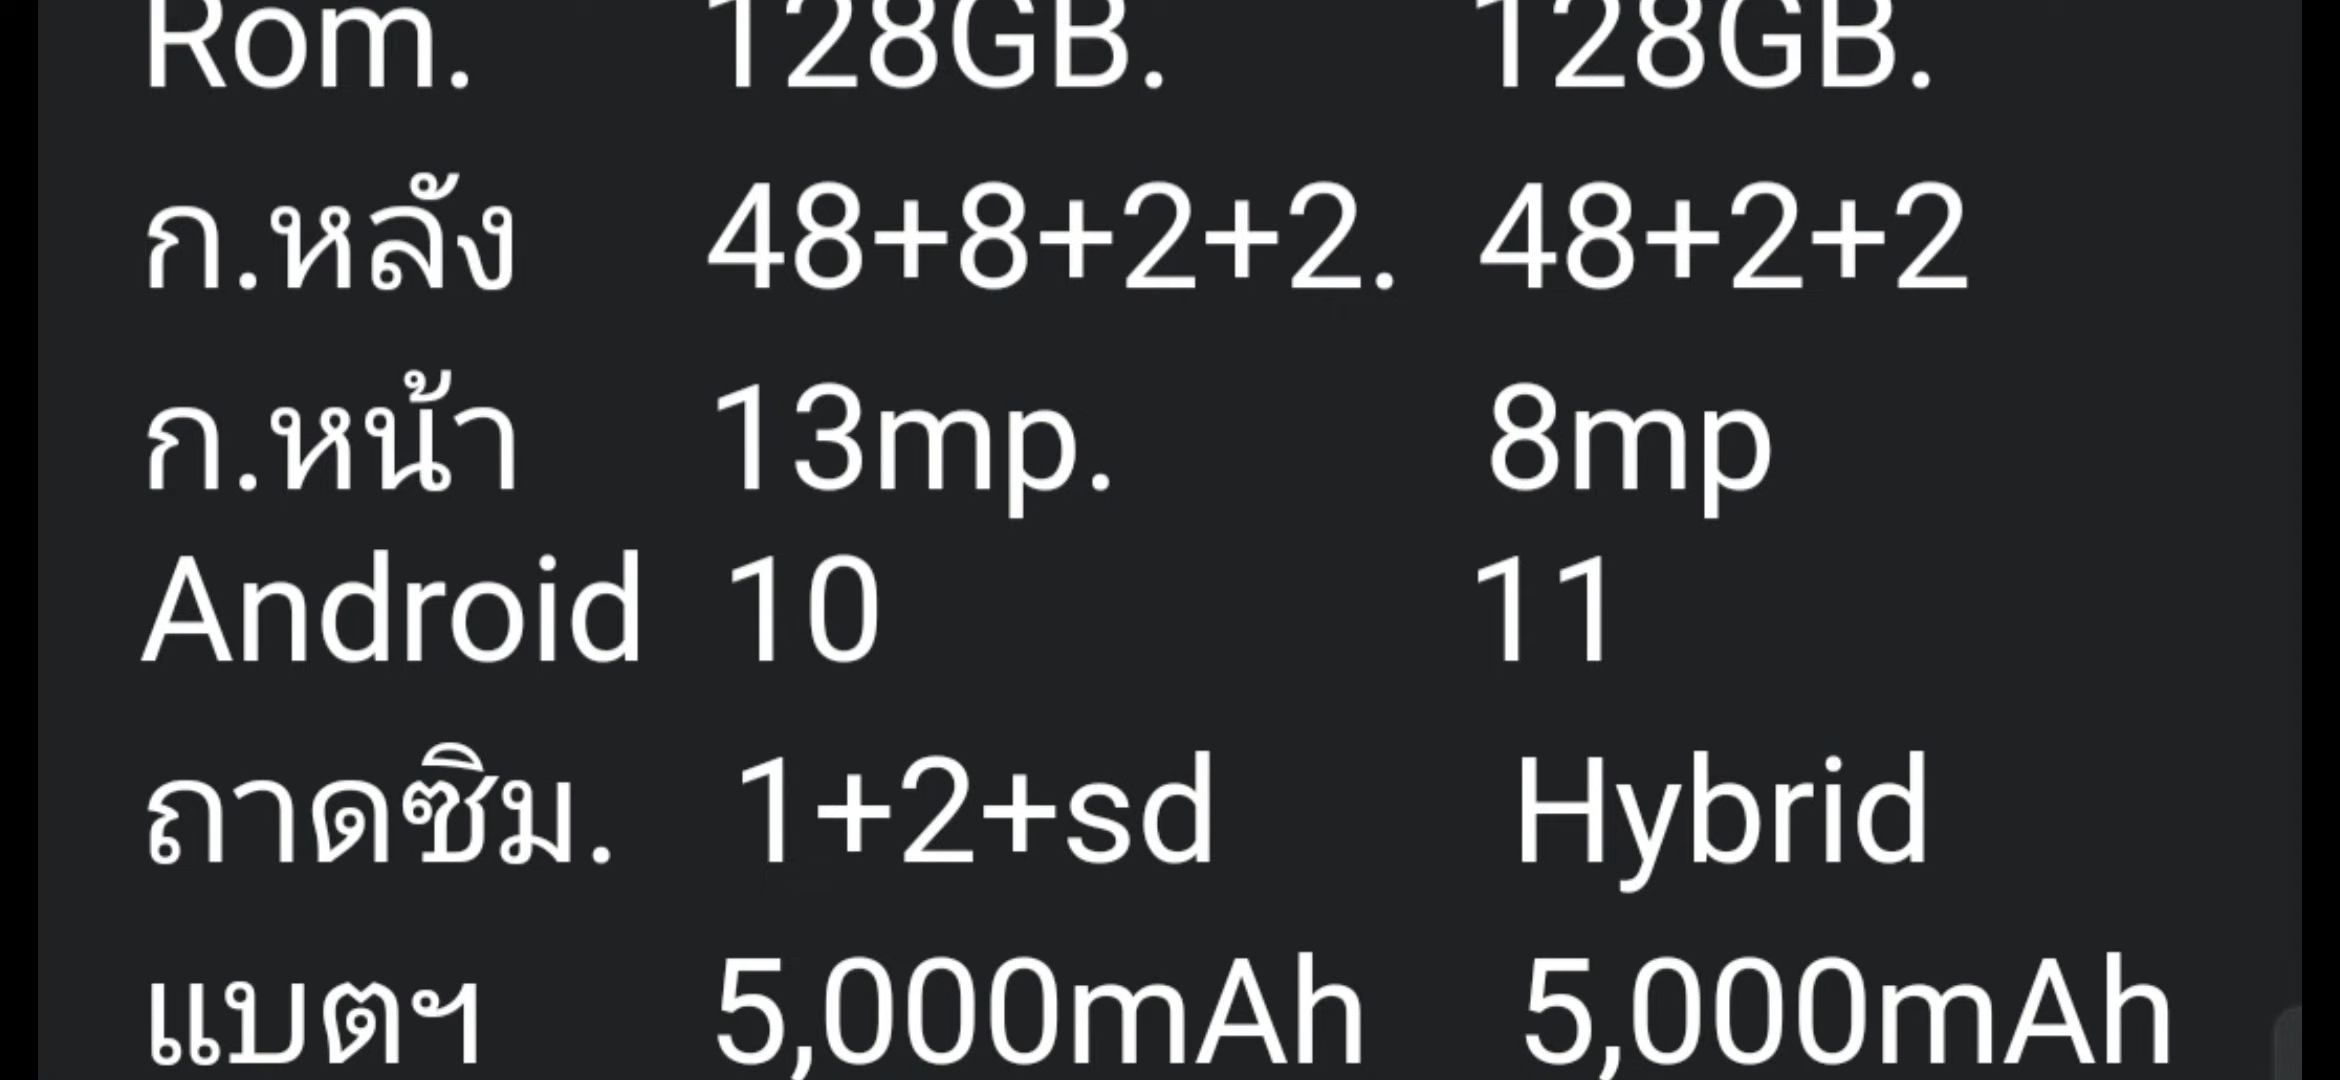 Rom. 128GB. 128GB.
ก.หลัง 48+8+2+2. 48+2+2
ก.หน้า 13mp. 8mp
Android 10 11
ถาดซิม. 1+2+sd Hybrid
แบตฯ 5,000mAh 5,000mAh